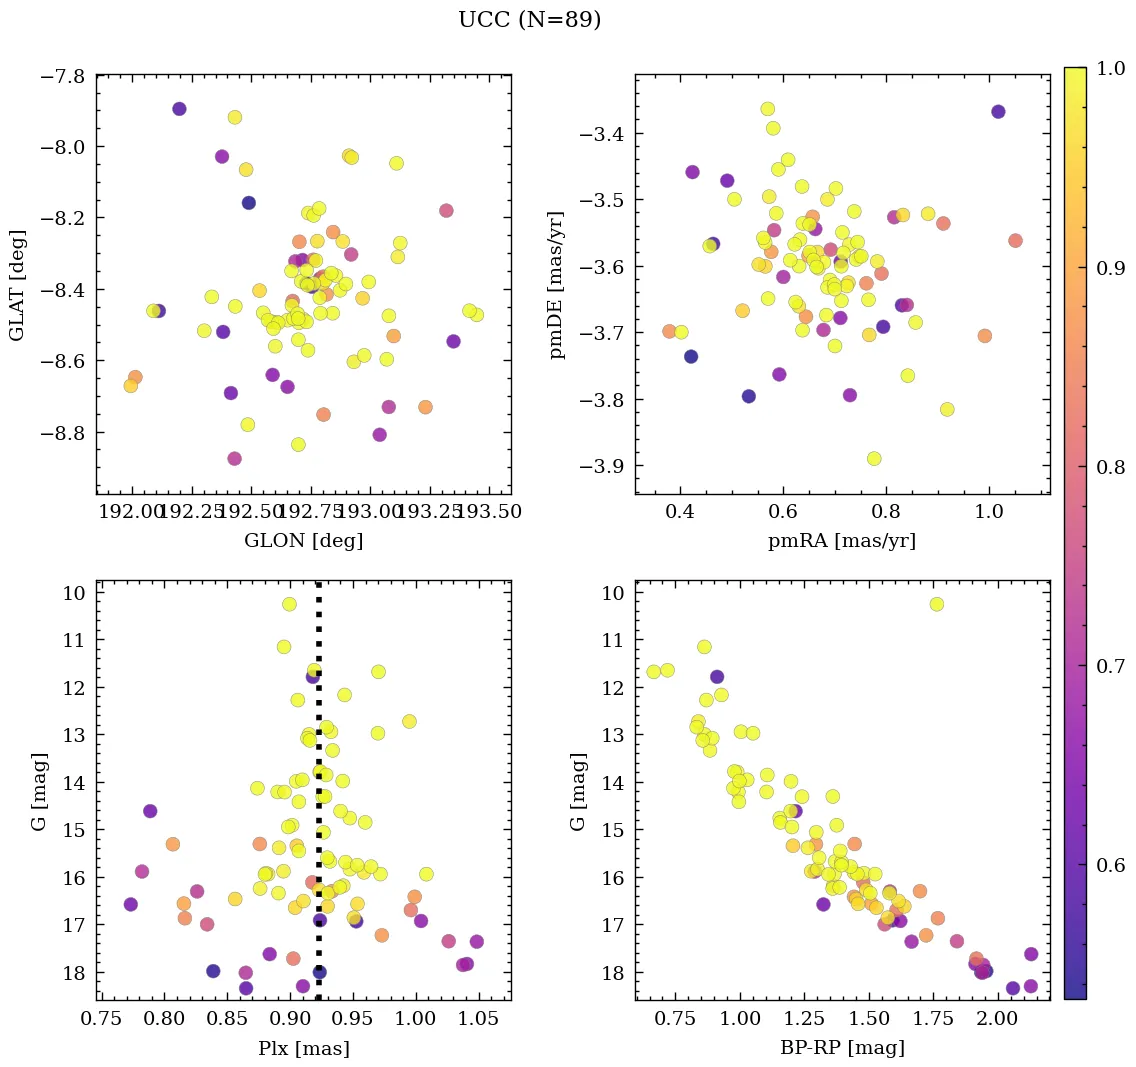 UCC (N=89)
−7.8
−8.0
−8.2
−8.4
−8.6
−8.8
GLAT [deg]
192.00 192.25 192.50 192.75 193.00 193.25 193.50
GLON [deg]
−3.4
−3.5
−3.6
−3.7
−3.8
−3.9
pmDE [mas/yr]
0.4 0.6 0.8 1.0
pmRA [mas/yr]
10
11
12
13
14
15
16
17
18
G [mag]
0.75 0.80 0.85 0.90 0.95 1.00 1.05
Plx [mas]
10
11
12
13
14
15
16
17
18
G [mag]
0.75 1.00 1.25 1.50 1.75 2.00
BP-RP [mag]
1.0
0.9
0.8
0.7
0.6